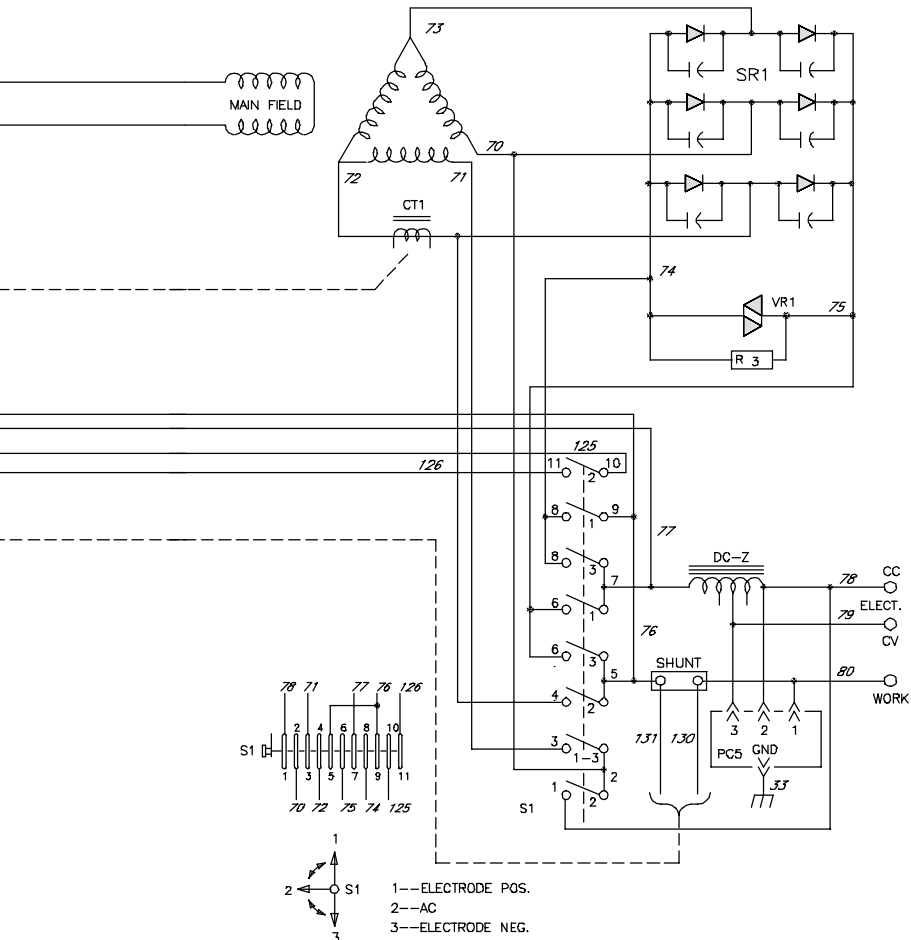 73
MAIN FIELD
SR1
70
72
71
CT1
74
VR1
75
R 3
125
126
11
2
10
8
1
9
77
8
3
DC-Z
7
78
CC
ELECT.
6
1
79
CV
76
6
3
SHUNT
5
80
WORK
4
2
78 71 77 76 126
3
1-3
131
130
3 2 1
PC5 GND
2 4 6 8 10
S1
1 3 5 7 9 11
2
33
70 72 75 74 125
1
2
S1
1
2
S1
3
1--ELECTRODE POS.
2--AC
3--ELECTRODE NEG.